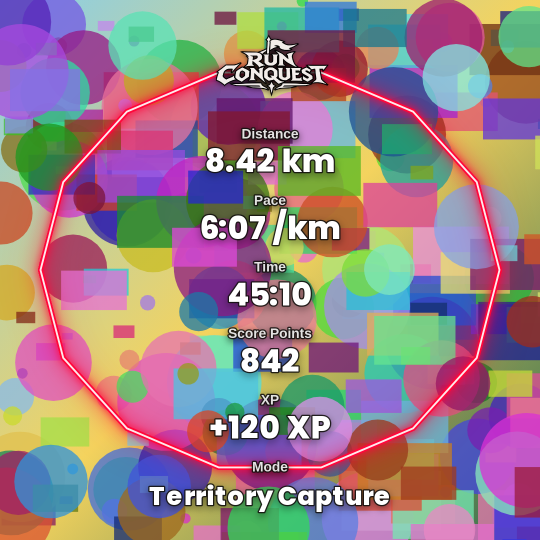 RUN
CONQUEST
Distance
8.42 km
Pace
6:07 /km
Time
45:10
Score Points
842
XP
+120 XP
Mode
Territory Capture